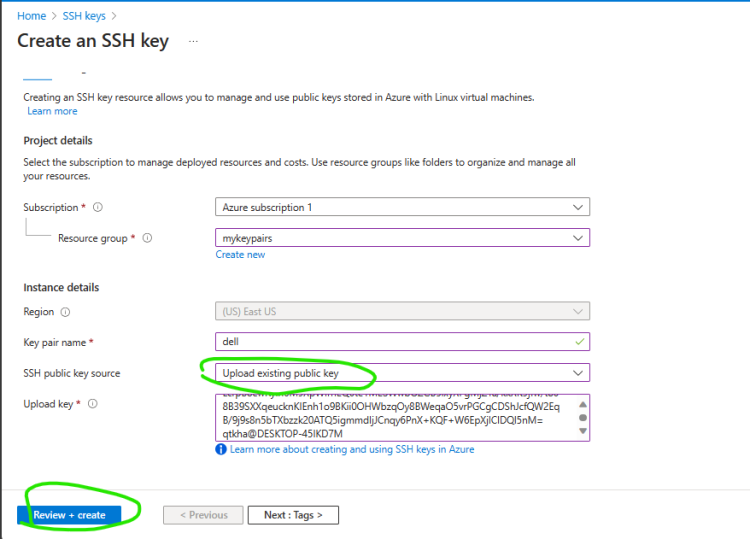 Home > SSH keys >
Create an SSH key ...
Creating an SSH key resource allows you to manage and use public keys stored in Azure with Linux virtual machines.
Learn more
Project details
Select the subscription to manage deployed resources and costs. Use resource groups like folders to organize and manage all
your resources.
Subscription *
Azure subscription 1
Resource group *
mykeypairs
Create new
Instance details
Region
(US) East US
Key pair name *
dell
SSH public key source
Upload existing public key
Upload key *
8B39SXXqeucknKIEnh1o9BKii0OHWbzqOy8BWeqaO5vrPGCgCDShJcfQW2Eq
B/9j9s8n5bTXbzzk20ATQ5igmmdIjJCnqy6PnX+KQF+W6EpXjlCIDQI5nM=
qtkha@DESKTOP-45IKD7M
Learn more about creating and using SSH keys in Azure
Review + create
< Previous
Next : Tags >